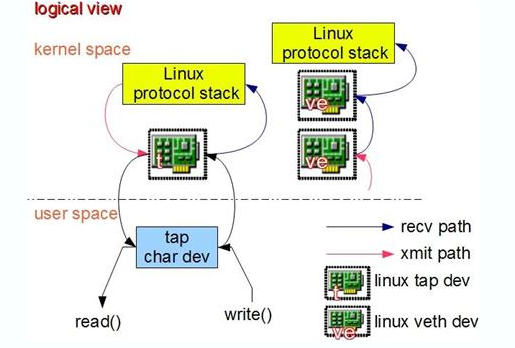 logical view
kernel space
Linux
protocol stack
Linux
protocol stack
ve
t
ve
user space
tap
char dev
recv path
xmit path
t
linux tap dev
ve
linux veth dev
read()
write()